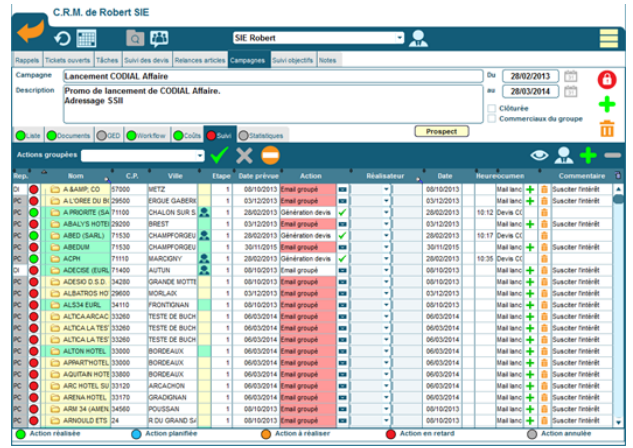 C.R.M. de Robert SIE
SIE Robert
Rappels Tickets ouverts Tâches Suivi des devis Relances articles Campagnes Suivi objectifs Notes
Campagne Lancement CODIAL Affaire Du 28/02/2013
Description Promo de lancement de CODIAL Affaire. au 28/03/2014
Adressage SSII
Clôturée
Commerciaux du groupe
Liste Documents GED Workflow Coûts Suivi Statistiques Prospect
Actions groupées
Rep. Nom C.P. Ville Etape Date prévue Action Réalisateur Date Heure Commentaire
DI A &AMP; CO 57000 METZ 1 08/10/2013 Email groupé 08/10/2013 Mail lanc Susciter l'intérêt
PC A L'OREE DU BO 29500 ERGUE GABERI 1 03/12/2013 Email groupé 03/12/2013 Mail lanc Susciter l'intérêt
PC A PRIORITE (SA 71100 CHALON SUR S 1 28/02/2013 Génération devis 28/02/2013 10:12 Devis CO
PC ABALYS HOTEL 29200 BREST 1 03/12/2013 Email groupé 03/12/2013 Mail lanc Susciter l'intérêt
PC ABED (SARL) 71530 CHAMPFORGEU 1 28/02/2013 Génération devis 28/02/2013 10:17 Devis CO
PC ABEDUM 71530 CHAMPFORGEU 1 30/11/2015 Email groupé 30/11/2015 Mail lanc Susciter l'intérêt
PC ACPH 71110 MARCIGNY 1 28/02/2013 Génération devis 28/02/2013 10:35 Devis CO
DI ADECISE (EURL 71400 AUTUN 1 08/10/2013 Email groupé 08/10/2013 Mail lanc Susciter l'intérêt
PC ADESIO D.S.D. 34280 GRANDE MOTTE 1 08/10/2013 Email groupé 08/10/2013 Mail lanc Susciter l'intérêt
PC ALBATROS HO 29600 MORLAIX 1 03/12/2013 Email groupé 03/12/2013 Mail lanc Susciter l'intérêt
PC ALS34 EURL 34110 FRONTIGNAN 1 08/10/2013 Email groupé 08/10/2013 Mail lanc Susciter l'intérêt
PC ALTICA ARCAC 33260 TESTE DE BUCH 1 06/03/2014 Email groupé 06/03/2014 Mail lanc Susciter l'intérêt
PC ALTICA LA TES 33260 TESTE DE BUCH 1 06/03/2014 Email groupé 06/03/2014 Mail lanc Susciter l'intérêt
PC ALTICA LA TES 33260 TESTE DE BUCH 1 06/03/2014 Email groupé 06/03/2014 Mail lanc Susciter l'intérêt
PC ALTON HOTEL 33000 BORDEAUX 1 06/03/2014 Email groupé 06/03/2014 Mail lanc Susciter l'intérêt
PC APPART'HOTEL 33000 BORDEAUX 1 06/03/2014 Email groupé 06/03/2014 Mail lanc Susciter l'intérêt
PC AQUITAIN HOTE 33800 BORDEAUX 1 06/03/2014 Email groupé 06/03/2014 Mail lanc Susciter l'intérêt
PC ARC HOTEL SU 33120 ARCACHON 1 06/03/2014 Email groupé 06/03/2014 Mail lanc Susciter l'intérêt
PC ARENA HOTEL 33170 GRADIGNAN 1 06/03/2014 Email groupé 06/03/2014 Mail lanc Susciter l'intérêt
PC ARM 34 (AMEN 34560 POUSSAN 1 08/10/2013 Email groupé 08/10/2013 Mail lanc Susciter l'intérêt
PC ARNOULD ETS 24 R DU GRAND SA 1 06/03/2014 Email groupé 06/03/2014 Mail lanc Susciter l'intérêt
Action réalisée Action planifiée Action à réaliser Action en retard Action annulée